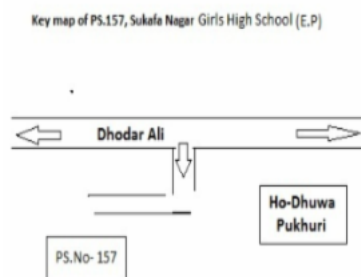 Key map of PS.157, Sukafa Nagar Girls High School (E.P)
Dhodar Ali
Ho-Dhuwa
Pukhuri
PS.No- 157